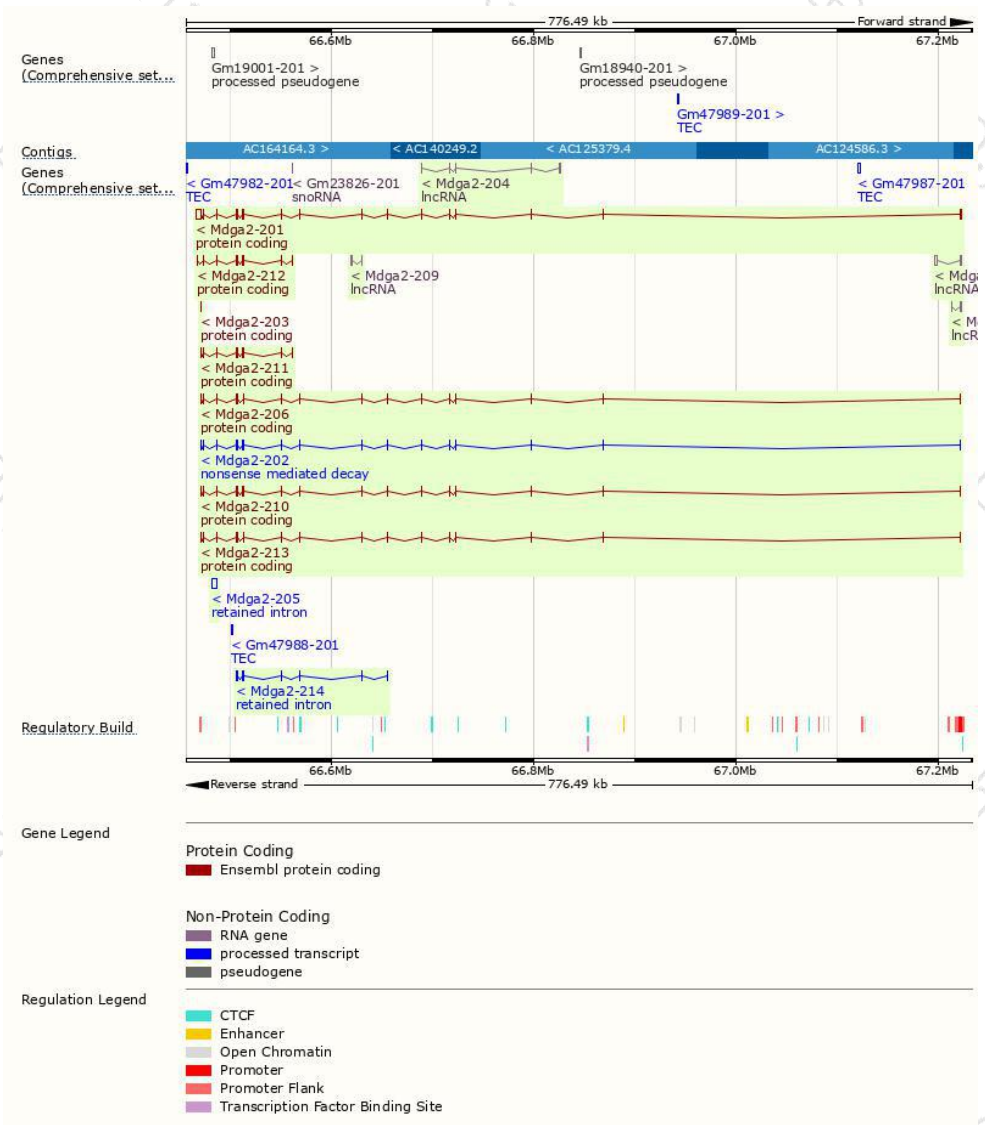 776.49 kb Forward strand
66.6Mb 66.8Mb 67.0Mb 67.2Mb
Genes
(Comprehensive set...
Gm19001-201 > Gm18940-201 >
processed pseudogene processed pseudogene
Gm47989-201 >
TEC
Contigs AC164164.3 > < AC140249.2 < AC125379.4 AC124586.3 >
Genes
(Comprehensive set...
< Gm47982-201 < Gm23826-201 < Mdga2-204 < Gm47987-201
TEC snoRNA lncRNA TEC
< Mdga2-201
protein coding
< Mdga2-212 < Mdga2-209 < Mdga
protein coding lncRNA lncRNA
< Mdga2-203 < M
protein coding lncR
< Mdga2-211
protein coding
< Mdga2-206
protein coding
< Mdga2-202
nonsense mediated decay
< Mdga2-210
protein coding
< Mdga2-213
protein coding
< Mdga2-205
retained intron
< Gm47988-201
TEC
< Mdga2-214
retained intron
Regulatory Build
66.6Mb 66.8Mb 67.0Mb 67.2Mb
Reverse strand 776.49 kb
Gene Legend
Protein Coding
Ensembl protein coding
Non-Protein Coding
RNA gene
processed transcript
pseudogene
Regulation Legend
CTCF
Enhancer
Open Chromatin
Promoter
Promoter Flank
Transcription Factor Binding Site